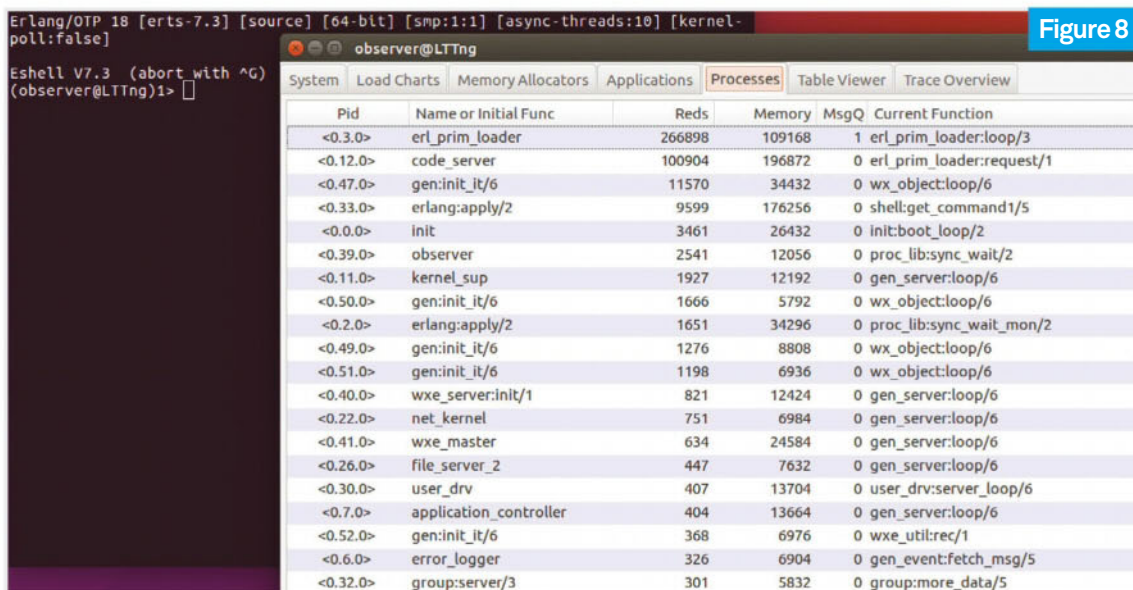 Erlang/OTP 18 [erts-7.3] [source] [64-bit] [smp:1:1] [async-threads:10] [kernel-
poll:false]
Figure 8
observer@LTTng
Eshell V7.3 (abort with ^G)
(observer@LTTng)1>
System Load Charts Memory Allocators Applications Processes Table Viewer Trace Overview
Pid Name or Initial Func Reds Memory MsgQ Current Function
<0.3.0> erl_prim_loader 266898 109168 1 erl_prim_loader:loop/3
<0.12.0> code_server 100904 196872 0 erl_prim_loader:request/1
<0.47.0> gen:init_it/6 11570 34432 0 wx_object:loop/6
<0.33.0> erlang:apply/2 9599 176256 0 shell:get_command1/5
<0.0.0> init 3461 26432 0 init:boot_loop/2
<0.39.0> observer 2541 12056 0 proc_lib:sync_wait/2
<0.11.0> kernel_sup 1927 12192 0 gen_server:loop/6
<0.50.0> gen:init_it/6 1666 5792 0 wx_object:loop/6
<0.2.0> erlang:apply/2 1651 34296 0 proc_lib:sync_wait_mon/2
<0.49.0> gen:init_it/6 1276 8808 0 wx_object:loop/6
<0.51.0> gen:init_it/6 1198 6936 0 wx_object:loop/6
<0.40.0> wxe_server:init/1 821 12424 0 gen_server:loop/6
<0.22.0> net_kernel 751 6984 0 gen_server:loop/6
<0.41.0> wxe_master 634 24584 0 gen_server:loop/6
<0.26.0> file_server_2 447 7632 0 gen_server:loop/6
<0.30.0> user_drv 407 13704 0 user_drv:server_loop/6
<0.7.0> application_controller 404 13664 0 gen_server:loop/6
<0.52.0> gen:init_it/6 368 6976 0 wxe_util:rec/1
<0.6.0> error_logger 326 6904 0 gen_event:fetch_msg/5
<0.32.0> group:server/3 301 5832 0 group:more_data/5